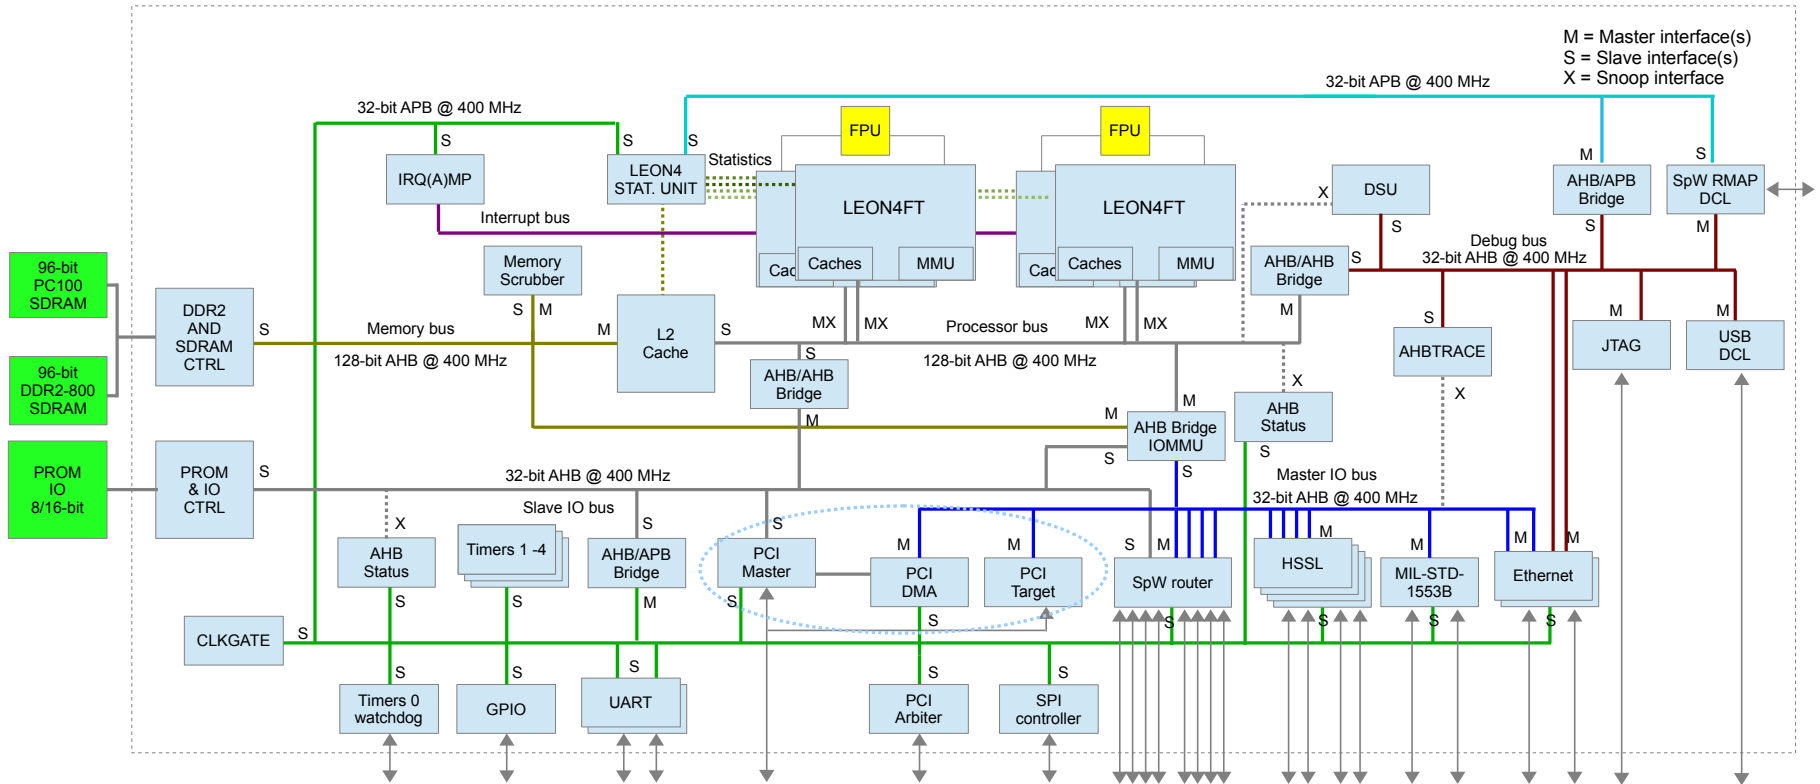 M = Master interface(s)
S = Slave interface(s)
X = Snoop interface
32-bit APB @ 400 MHz
32-bit APB @ 400 MHz
FPU
FPU
S
S
S
Statistics
M
S
IRQ(A)MP
LEON4
STAT. UNIT
LEON4FT
LEON4FT
X
DSU
AHB/APB
Bridge
SpW RMAP
DCL
Interrupt bus
S
S
M
Debug bus
32-bit AHB @ 400 MHz
Memory
Scrubber
Cac
Caches
MMU
Cac
Caches
MMU
AHB/AHB
Bridge
S
96-bit
PC100
SDRAM
DDR2
AND
SDRAM
CTRL
S
M
M
S
M
M
S
Memory bus
M
L2
Cache
S
MX
MX
Processor bus
MX
MX
128-bit AHB @ 400 MHz
S
128-bit AHB @ 400 MHz
AHBTRACE
JTAG
USB
DCL
96-bit
DDR2-800
SDRAM
AHB/AHB
Bridge
X
X
M
M
M
AHB Bridge
IOMMU
AHB
Status
PROM
IO
8/16-bit
PROM
& IO
CTRL
S
S
S
S
32-bit AHB @ 400 MHz
Master IO bus
32-bit AHB @ 400 MHz
Slave IO bus
X
S
S
M
M
S
M
M
M
M
M
AHB
Status
Timers 1 -4
AHB/APB
Bridge
PCI
Master
PCI
DMA
PCI
Target
SpW router
HSSL
MIL-STD-
1553B
Ethernet
S
S
M
S
S
S
S
S
S
CLKGATE
S
S
S
S
S
S
Timers 0
watchdog
GPIO
UART
PCI
Arbiter
SPI
controller